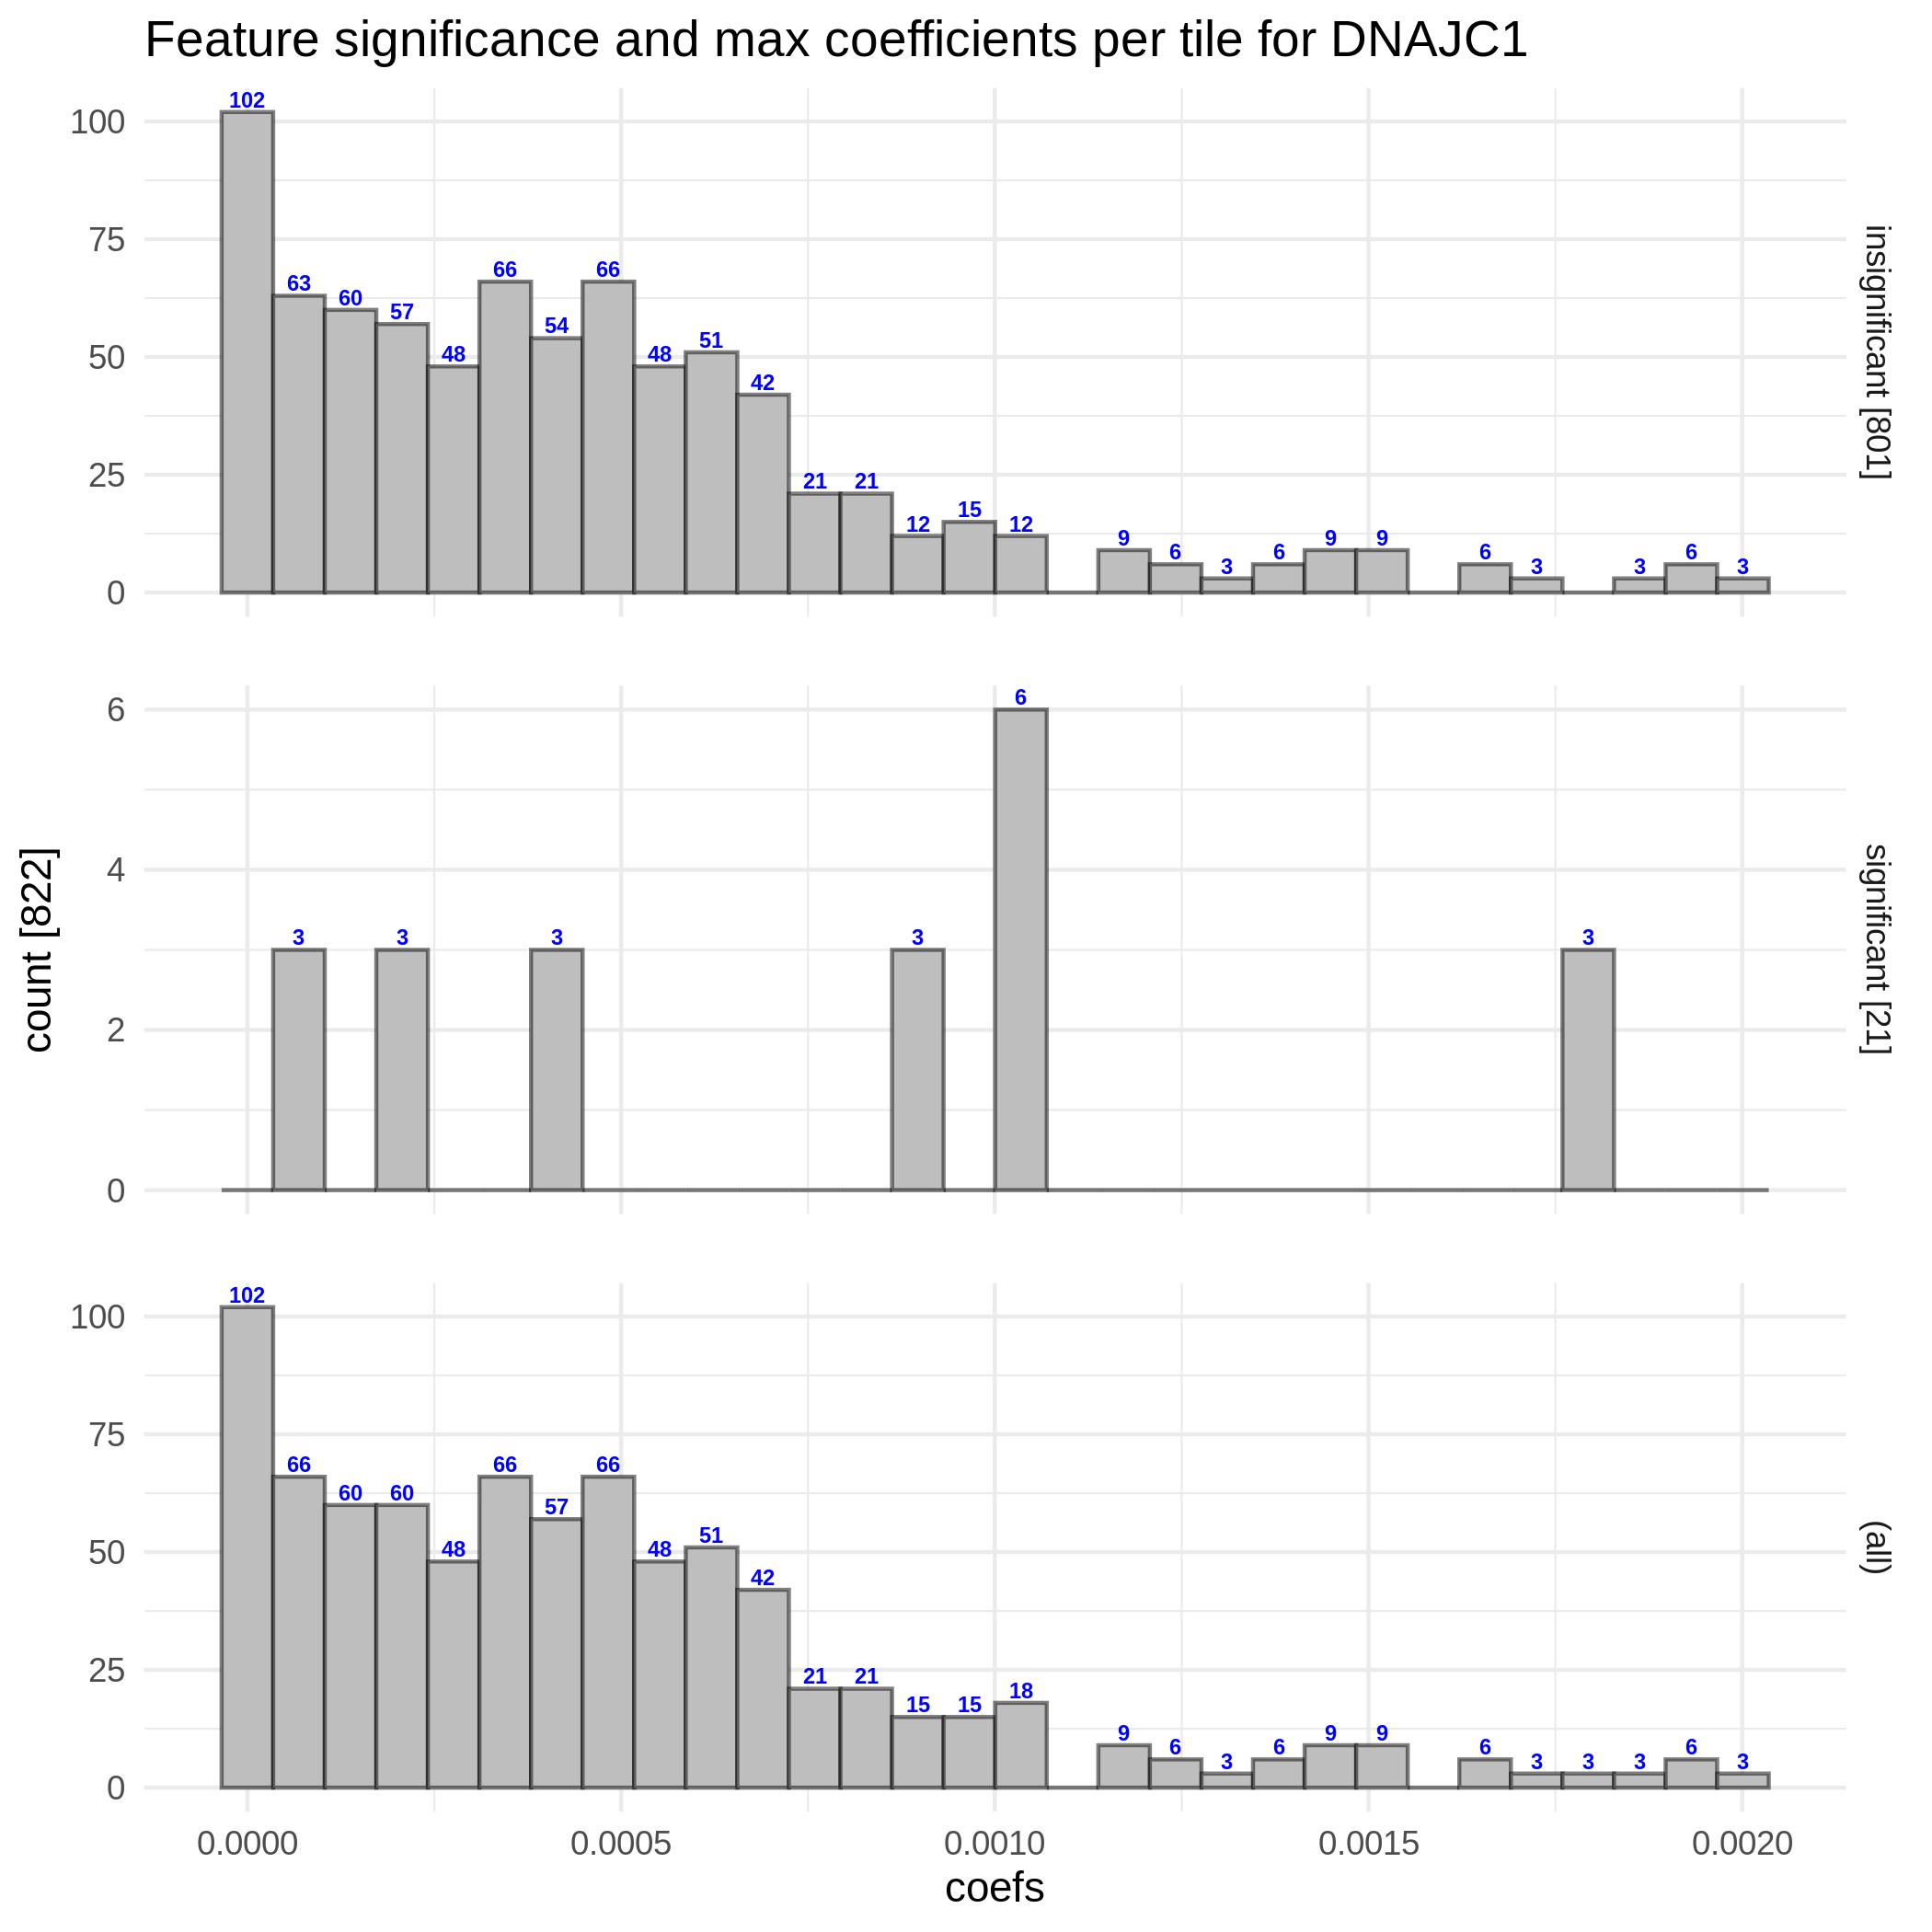 Feature significance and max coefficients per tile for DNAJC1
102
100
75
66 66
63 60 57
54
51
50
48 48
42
25
21 21
15
12 12
9 6 3 6 9 9 6 3 3 6 3
0
insignificant [801]
6
6
4
3 3 3 3 3
2
0
significant [21]
count [822]
102
100
75
66 66 66
60 60
57
51
50
48 48
42
25
21 21
18
15 15
9 6 3 6 9 9 6 3 3 3 6 3
0
(all)
0.0000 0.0005 0.0010 0.0015 0.0020
coefs